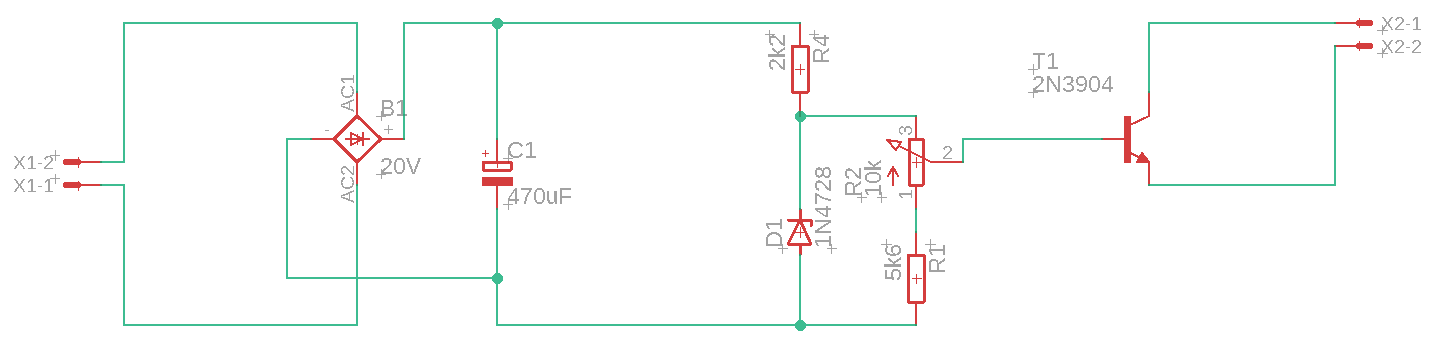 X1-2
X1-1
AC1
AC2
-
+
B1
20V
+
C1
470uF
2k2
R4
D1
1N4728
R2
10k
3
2
1
5k6
R1
T1
2N3904
X2-1
X2-2